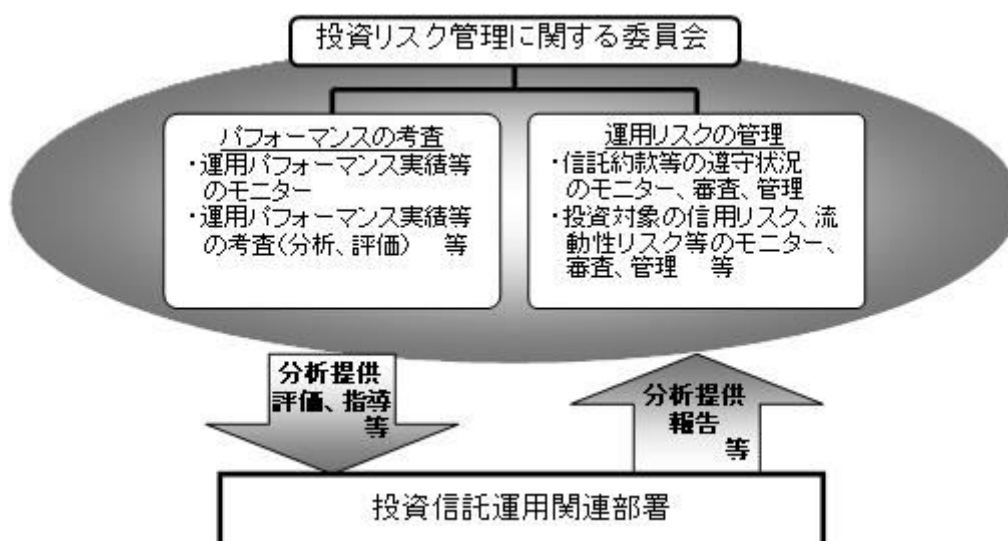 投資リスク管理に関する委員会
パフォーマンスの考査
・運用パフォーマンス実績等
のモニター
・運用パフォーマンス実績等
の考査(分析、評価)　等
運用リスクの管理
・信託約款等の遵守状況
のモニター、審査、管理
・投資対象の信用リスク、流
動性リスク等のモニター、
審査、管理　等
分析提供
評価、指導
等
分析提供
報告
等
投資信託運用関連部署